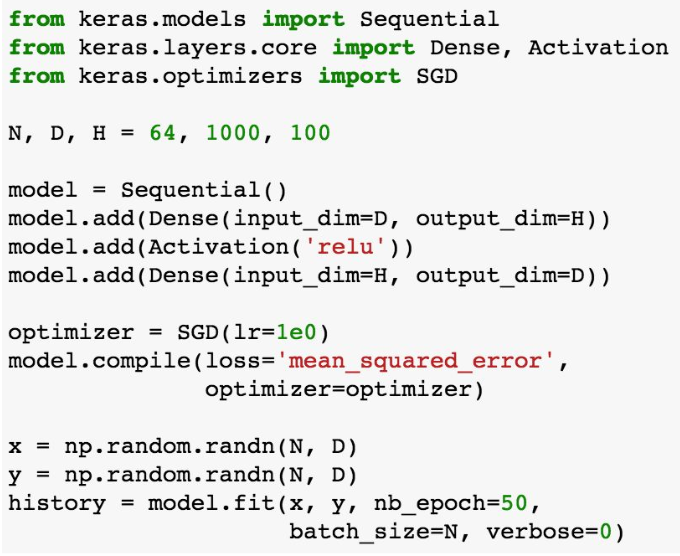 from keras.models import Sequential
from keras.layers.core import Dense, Activation
from keras.optimizers import SGD

N, D, H = 64, 1000, 100

model = Sequential()
model.add(Dense(input_dim=D, output_dim=H))
model.add(Activation('relu'))
model.add(Dense(input_dim=H, output_dim=D))

optimizer = SGD(lr=1e0)
model.compile(loss='mean_squared_error',
              optimizer=optimizer)

x = np.random.randn(N, D)
y = np.random.randn(N, D)
history = model.fit(x, y, nb_epoch=50,
                    batch_size=N, verbose=0)